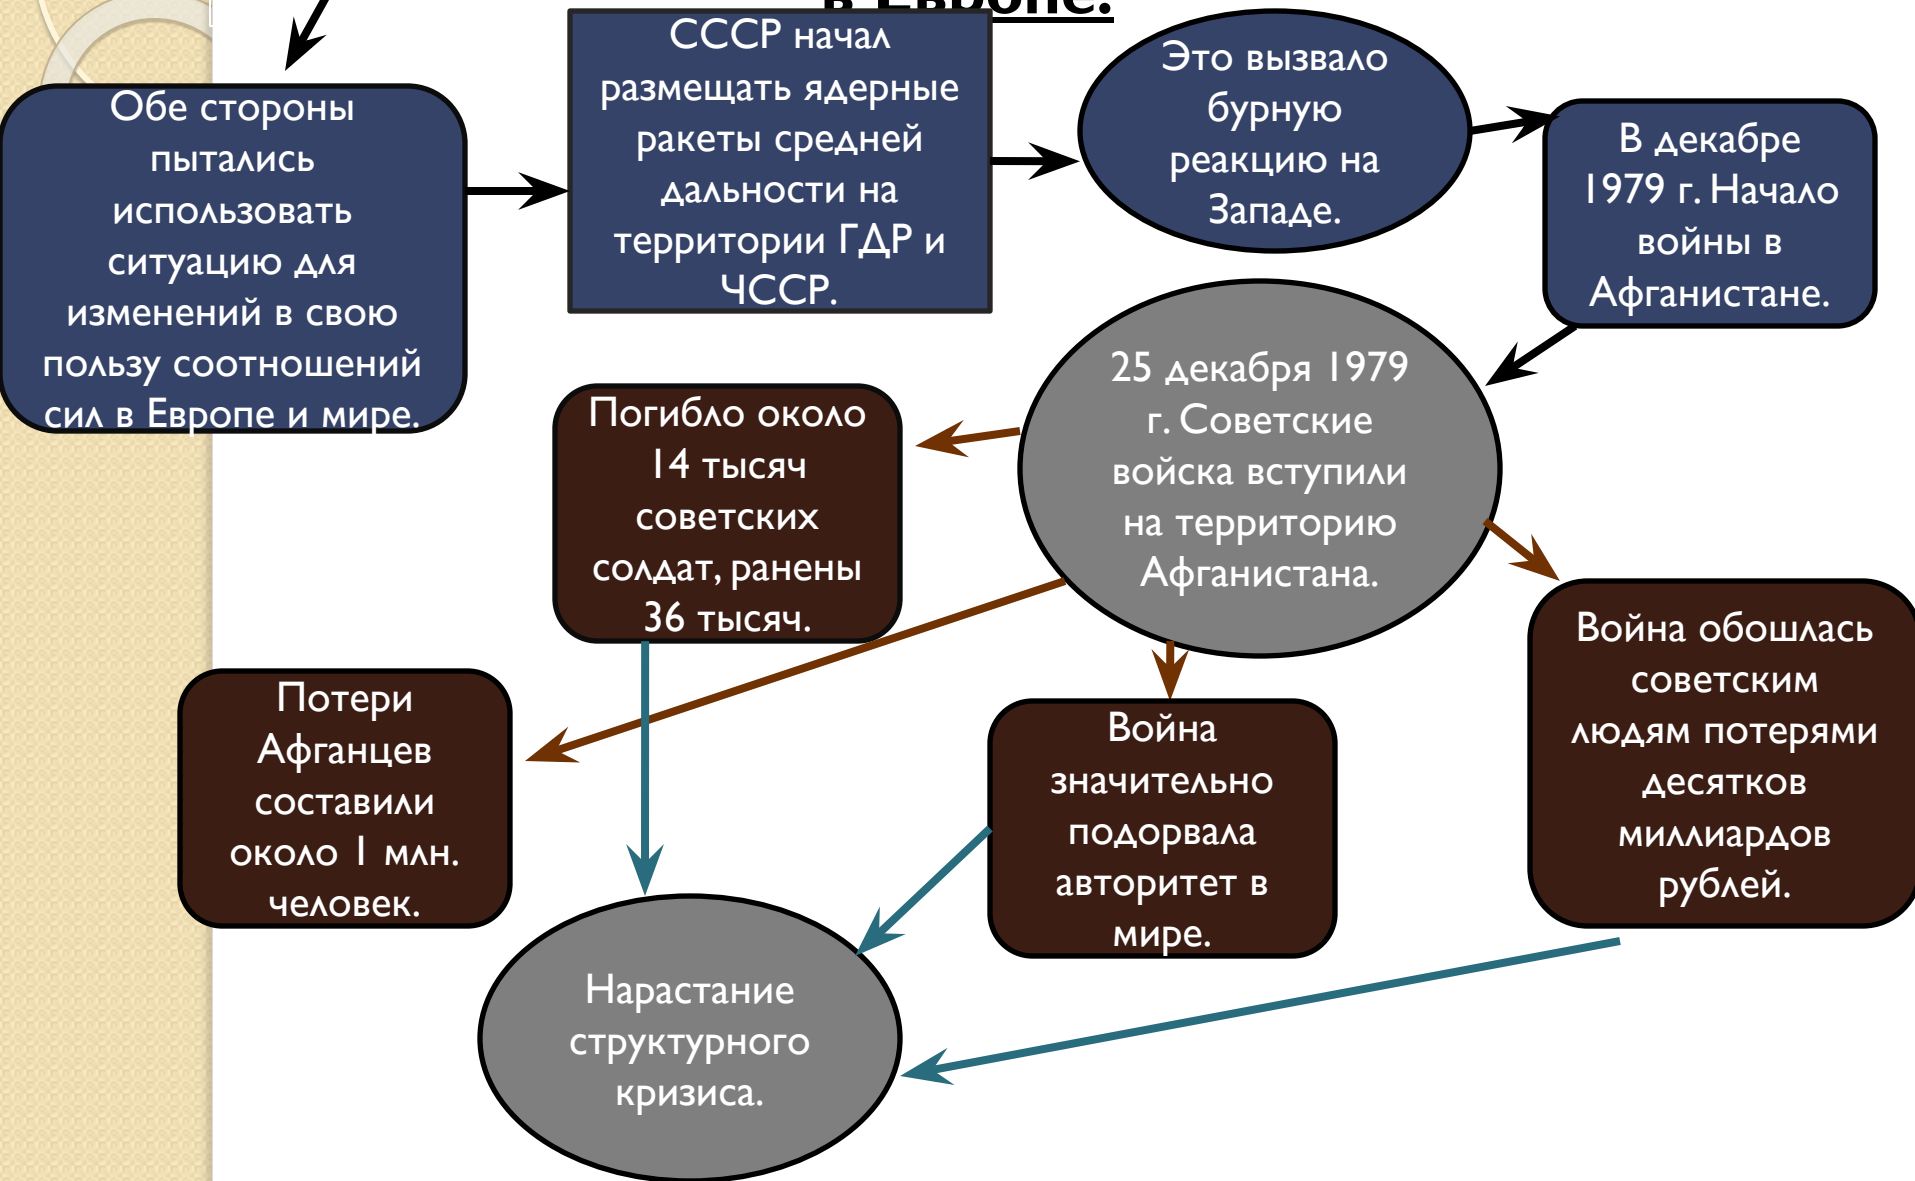 в Европе.
Обе стороны
пытались
использовать
ситуацию для
изменений в свою
пользу соотношений
сил в Европе и мире.
СССР начал
размещать ядерные
ракеты средней
дальности на
территории ГДР и
ЧССР.
Это вызвало
бурную
реакцию на
Западе.
В декабре
1979 г. Начало
войны в
Афганистане.
25 декабря 1979
г. Советские
войска вступили
на территорию
Афганистана.
Погибло около
14 тысяч
советских
солдат, ранены
36 тысяч.
Потери
Афганцев
составили
около 1 млн.
человек.
Война
значительно
подорвала
авторитет в
мире.
Война обошлась
советским
людям потерями
десятков
миллиардов
рублей.
Нарастание
структурного
кризиса.